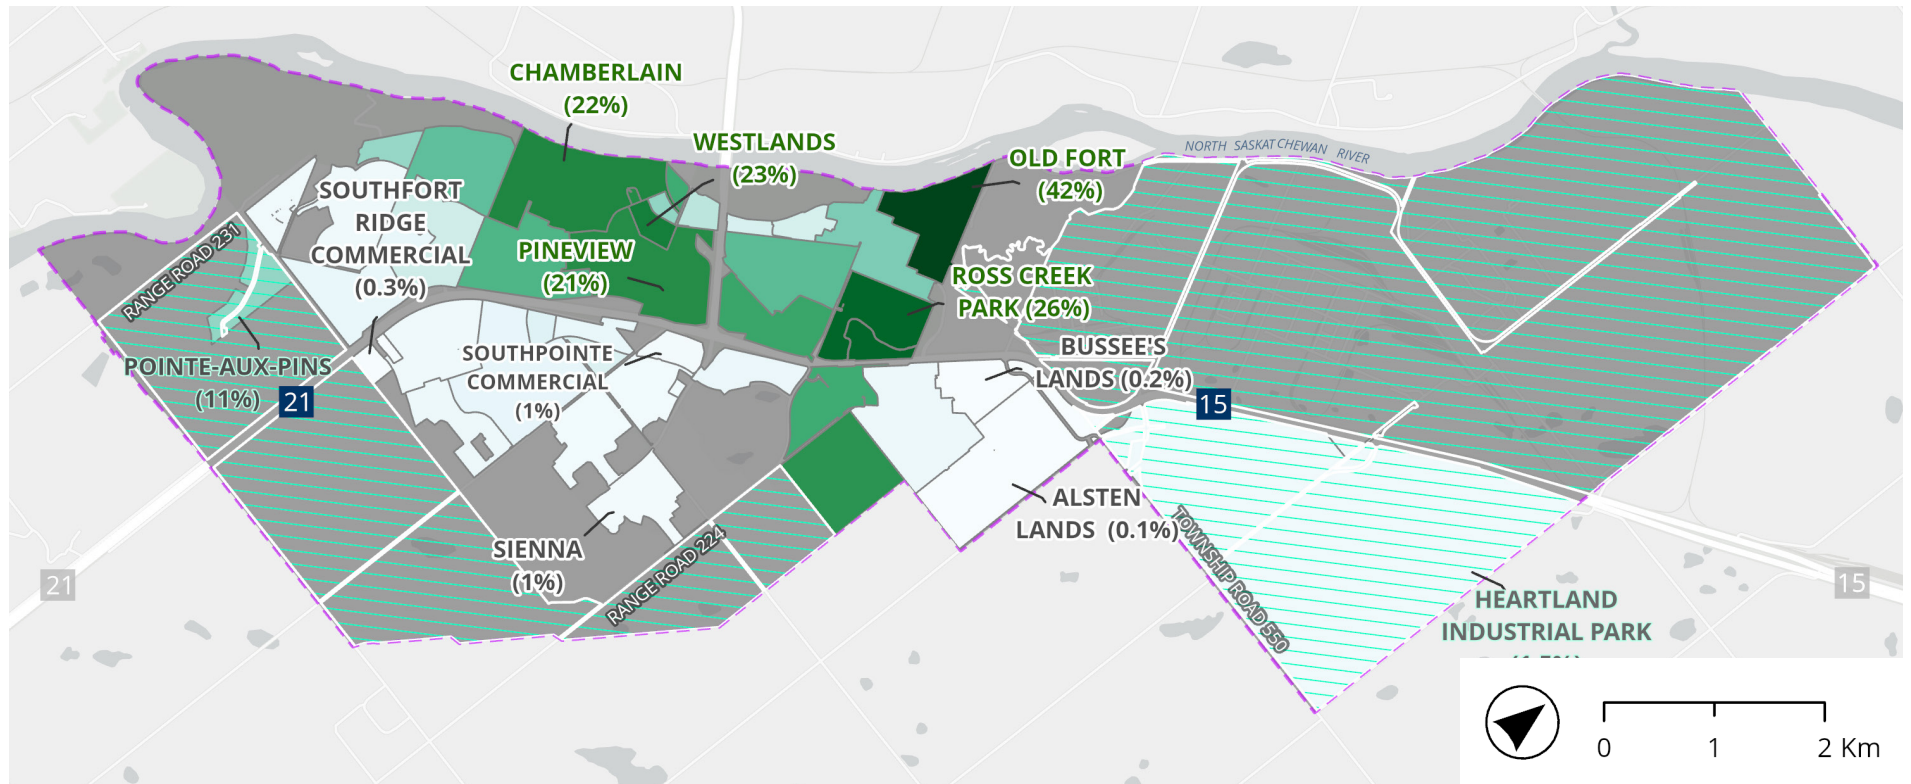 CHAMBERLAIN
(22%)
WESTLANDS
(23%)
OLD FORT
(42%)
NORTH SASKATCHEWAN RIVER
SOUTHFORT
RIDGE
COMMERCIAL
(0.3%)
PINEVIEW
(21%)
ROSS CREEK
PARK (26%)
RANGE ROAD 231
POINTE-AUX-PINS
(11%)
21
SOUTHPOINTE
COMMERCIAL
(1%)
BUSSEE'S
LANDS (0.2%)
15
ALSTEN
LANDS (0.1%)
SIENNA
(1%)
RANGE ROAD 224
TOWNSHIP ROAD 550
21
15
HEARTLAND
INDUSTRIAL PARK
0 1 2 Km